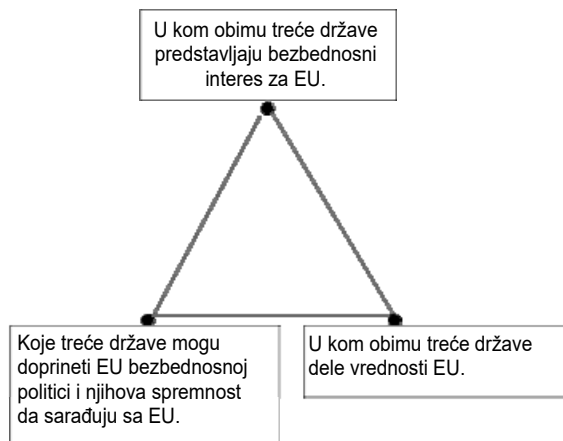 U kom obimu treće države
predstavljaju bezbednosni
interes za EU.
Koje treće države mogu
doprineti EU bezbednosnoj
politici i njihova spremnost
da sarađuju sa EU.
U kom obimu treće države
dele vrednosti EU.